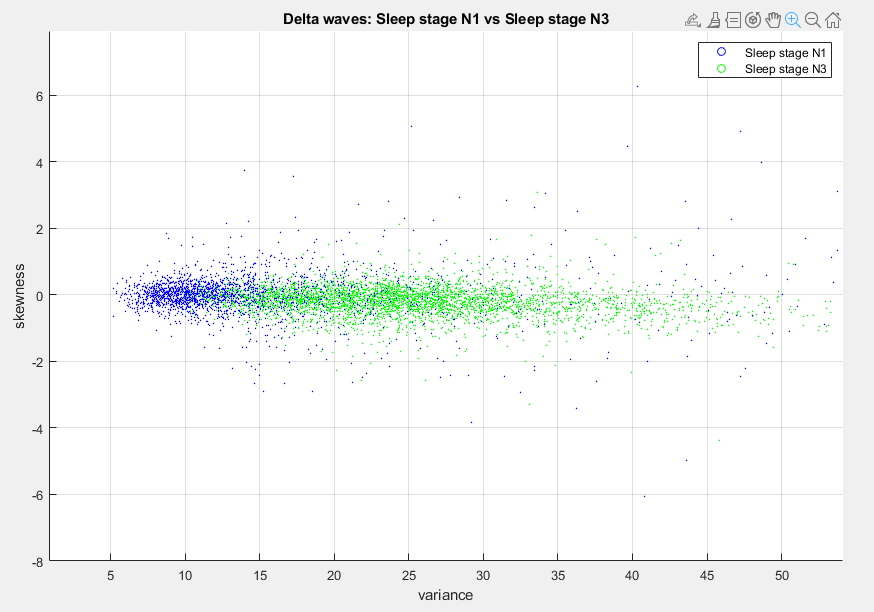 Delta waves: Sleep stage N1 vs Sleep stage N3
Sleep stage N1
Sleep stage N3
6
4
2
0
-2
-4
-6
-8
skewness
5 10 15 20 25 30 35 40 45 50
variance